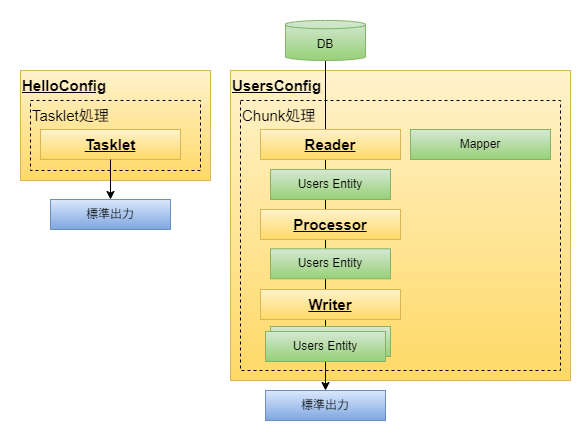 DB
HelloConfig
Tasklet処理
Tasklet
標準出力
UsersConfig
Chunk処理
Reader
Mapper
Users Entity
Processor
Users Entity
Writer
Users Entity
標準出力